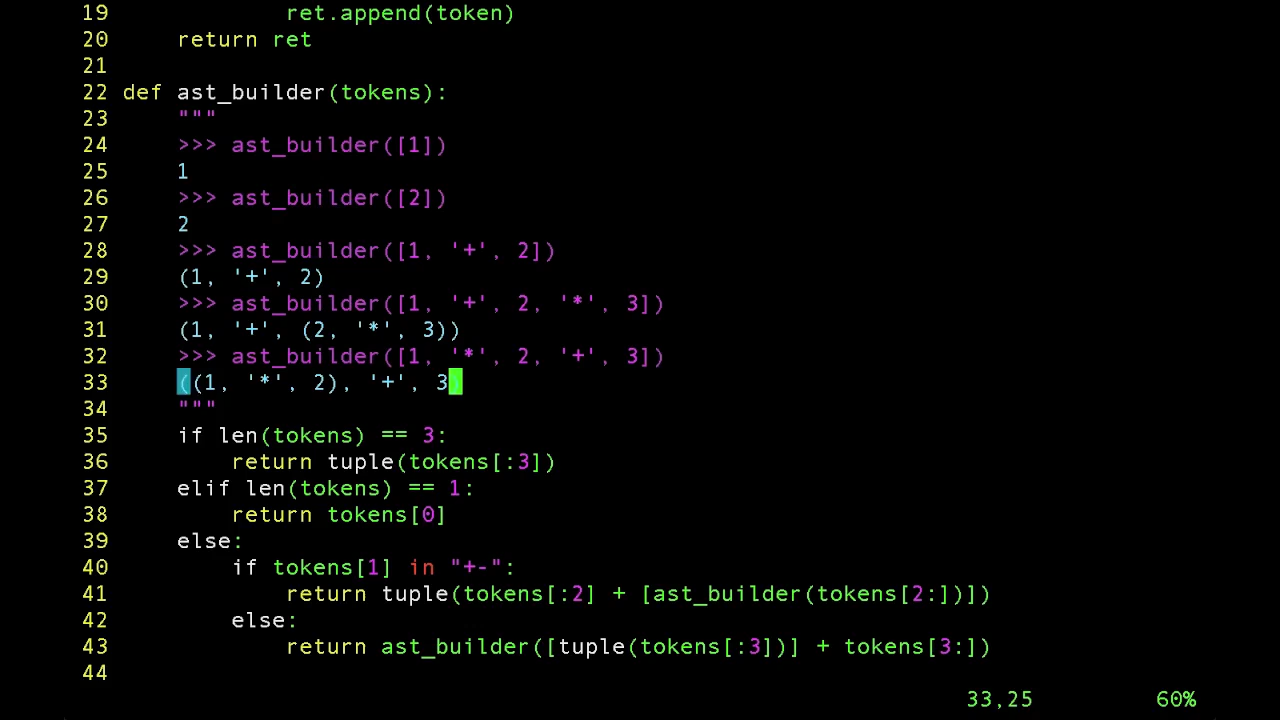 19                 ret.append(token)
20         return ret
21
22 def ast_builder(tokens):
23     """
24     >>> ast_builder([1])
25     1
26     >>> ast_builder([2])
27     2
28     >>> ast_builder([1, '+', 2])
29     (1, '+', 2)
30     >>> ast_builder([1, '+', 2, '*', 3])
31     (1, '+', (2, '*', 3))
32     >>> ast_builder([1, '*', 2, '+', 3])
33     ((1, '*', 2), '+', 3)
34     """
35     if len(tokens) == 3:
36         return tuple(tokens[:3])
37     elif len(tokens) == 1:
38         return tokens[0]
39     else:
40         if tokens[1] in "+-":
41             return tuple(tokens[:2] + [ast_builder(tokens[2:])])
42         else:
43             return ast_builder([tuple(tokens[:3])] + tokens[3:])
44
33,25 60%